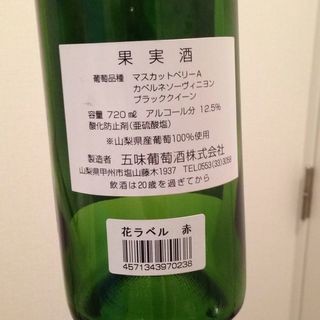 果実酒
葡萄品種 マスカットベリーA
カベルネソーヴィニヨン
ブラッククイーン
容量 720㎖ アルコール分 12.5%
酸化防止剤(亜硫酸塩)
※山梨県産葡萄100%使用
製造者 五味葡萄酒株式会社
山梨県甲州市塩山藤木1937 TEL0553(33)3058
飲酒は20歳を過ぎてから
花ラベル 赤
4571343970238